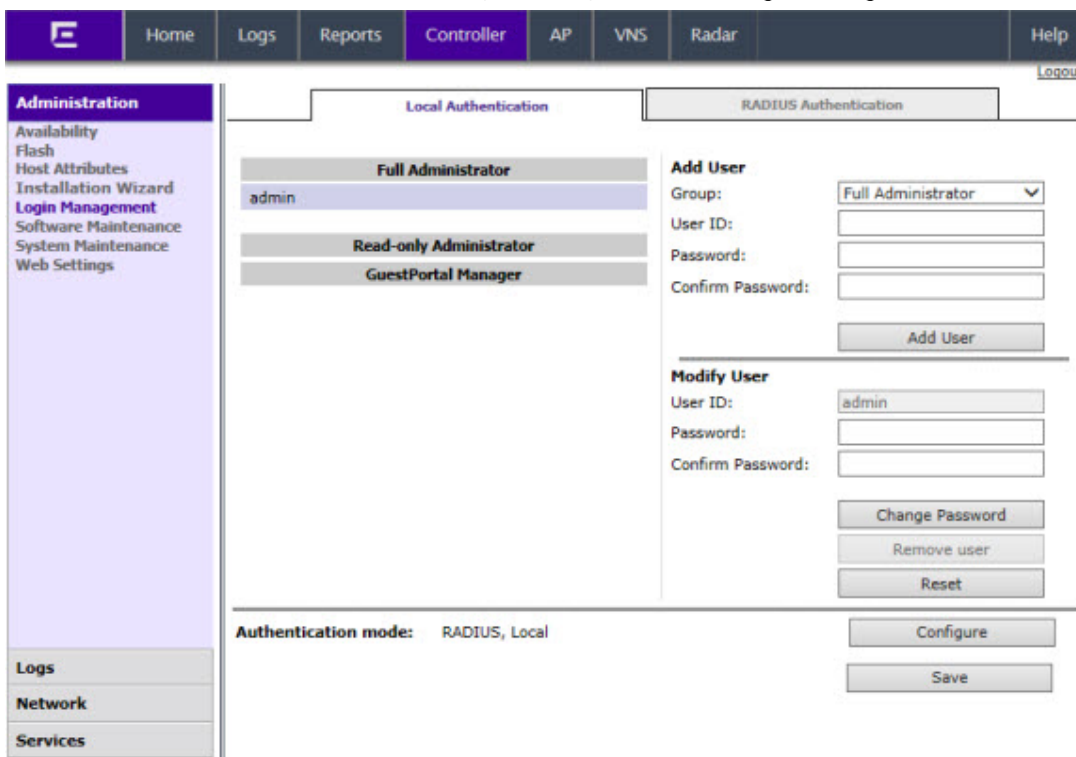 E Home Logs Reports Controller AP VNS Radar Help
Logou
Administration
Availability
Flash
Host Attributes
Installation Wizard
Login Management
Software Maintenance
System Maintenance
Web Settings
Logs
Network
Services
Local Authentication RADIUS Authentication
Full Administrator
admin
Read-only Administrator
GuestPortal Manager
Add User
Group: Full Administrator
User ID:
Password:
Confirm Password:
Add User
Modify User
User ID: admin
Password:
Confirm Password:
Change Password
Remove user
Reset
Authentication mode: RADIUS, Local Configure
Save